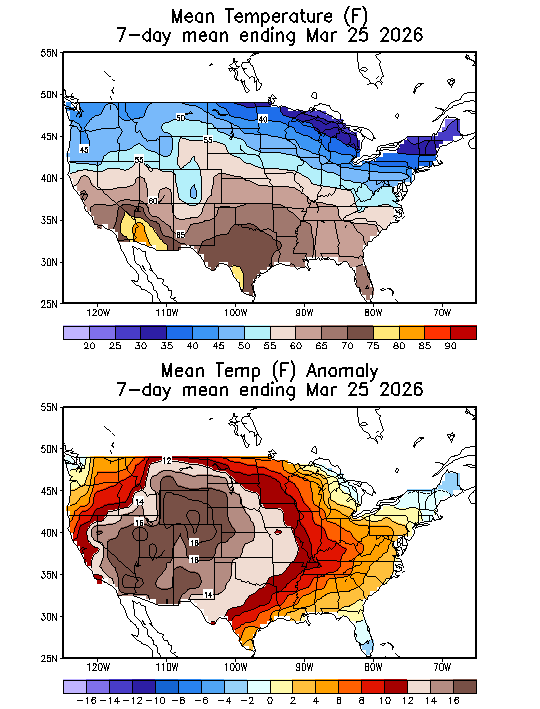 Mean Temperature (F)
7-day mean ending Mar 25 2026
55N
50N
45N
40N
35N
30N
25N
50
40
55
45
55
60
65
120W 110W 100W 90W 80W 70W
20 25 30 35 40 45 50 55 60 65 70 75 80 85 90
Mean Temp (F) Anomaly
7-day mean ending Mar 25 2026
55N
50N
45N
40N
35N
30N
25N
12
14
16
18
18
14
120W 110W 100W 90W 80W 70W
-16 -14 -12 -10 -8 -6 -4 -2 0 2 4 6 8 10 12 14 16